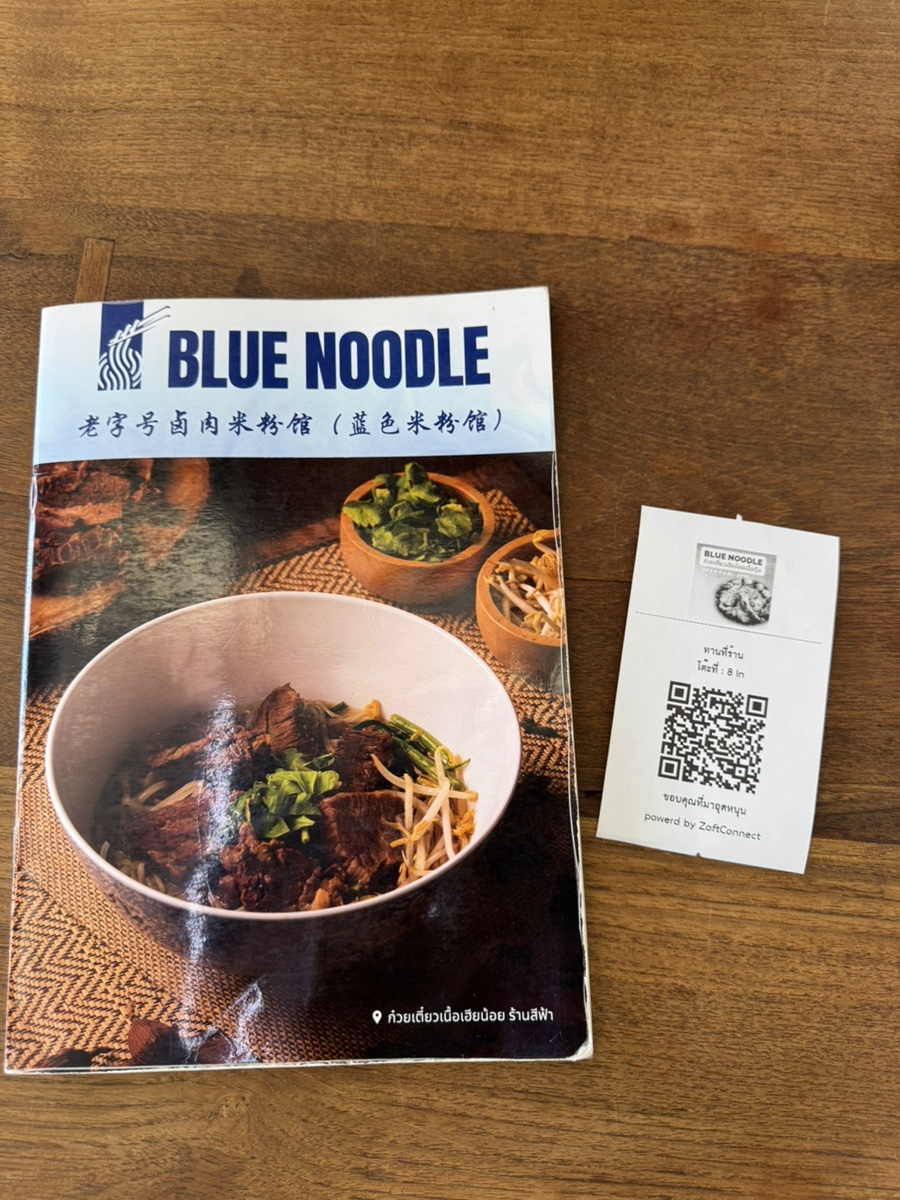 BLUE NOODLE
老字号卤肉米粉馆（蓝色米粉馆）
ก๋วยเตี๋ยวเนื้อเฮียน้อย ร้านสีฟ้า
BLUE NOODLE
ทานที่ร้าน
โต๊ะที่ : 8 In
ขอบคุณที่มาอุดหนุน
powerd by ZoftConnect